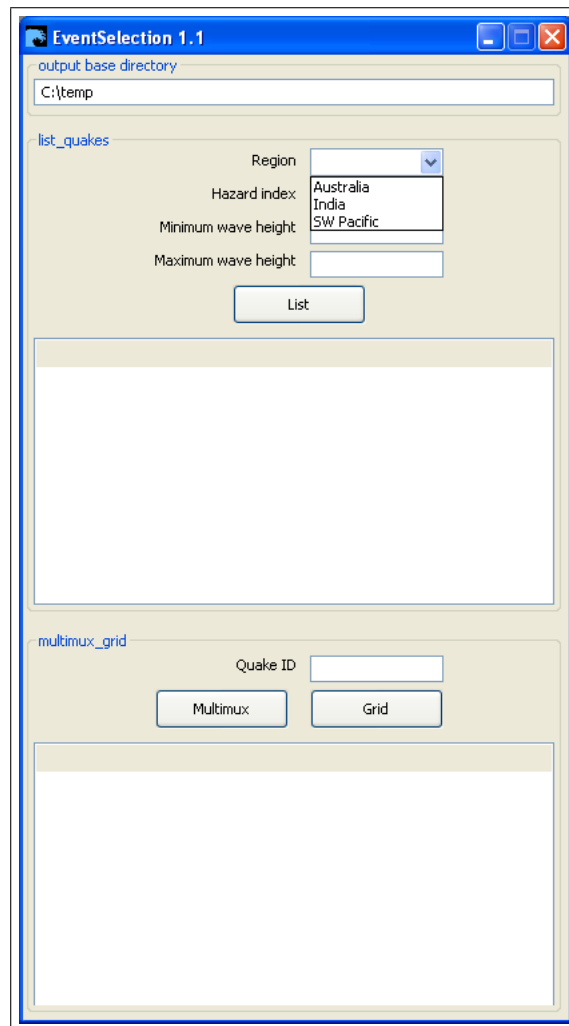 EventSelection 1.1
output base directory
C:\temp
list_quakes
Region
Australia
India
SW Pacific
Hazard index
Minimum wave height
Maximum wave height
List
multimux_grid
Quake ID
Multimux Grid